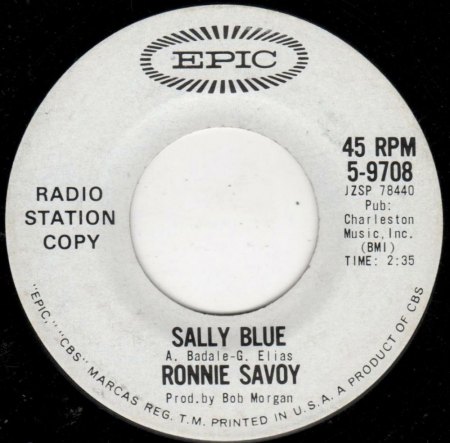 EPIC
RADIO
STATION
COPY
45 RPM
5-9708
JZSP 78440
Pub:
Charleston
Music, Inc.
(BMI)
TIME: 2:35
SALLY BLUE
A. Badale-G. Elias
RONNIE SAVOY
Prod.by Bob Morgan
"EPIC," "CBS" MARCAS REG. T.M. PRINTED IN U.S.A. A PRODUCT OF CBS